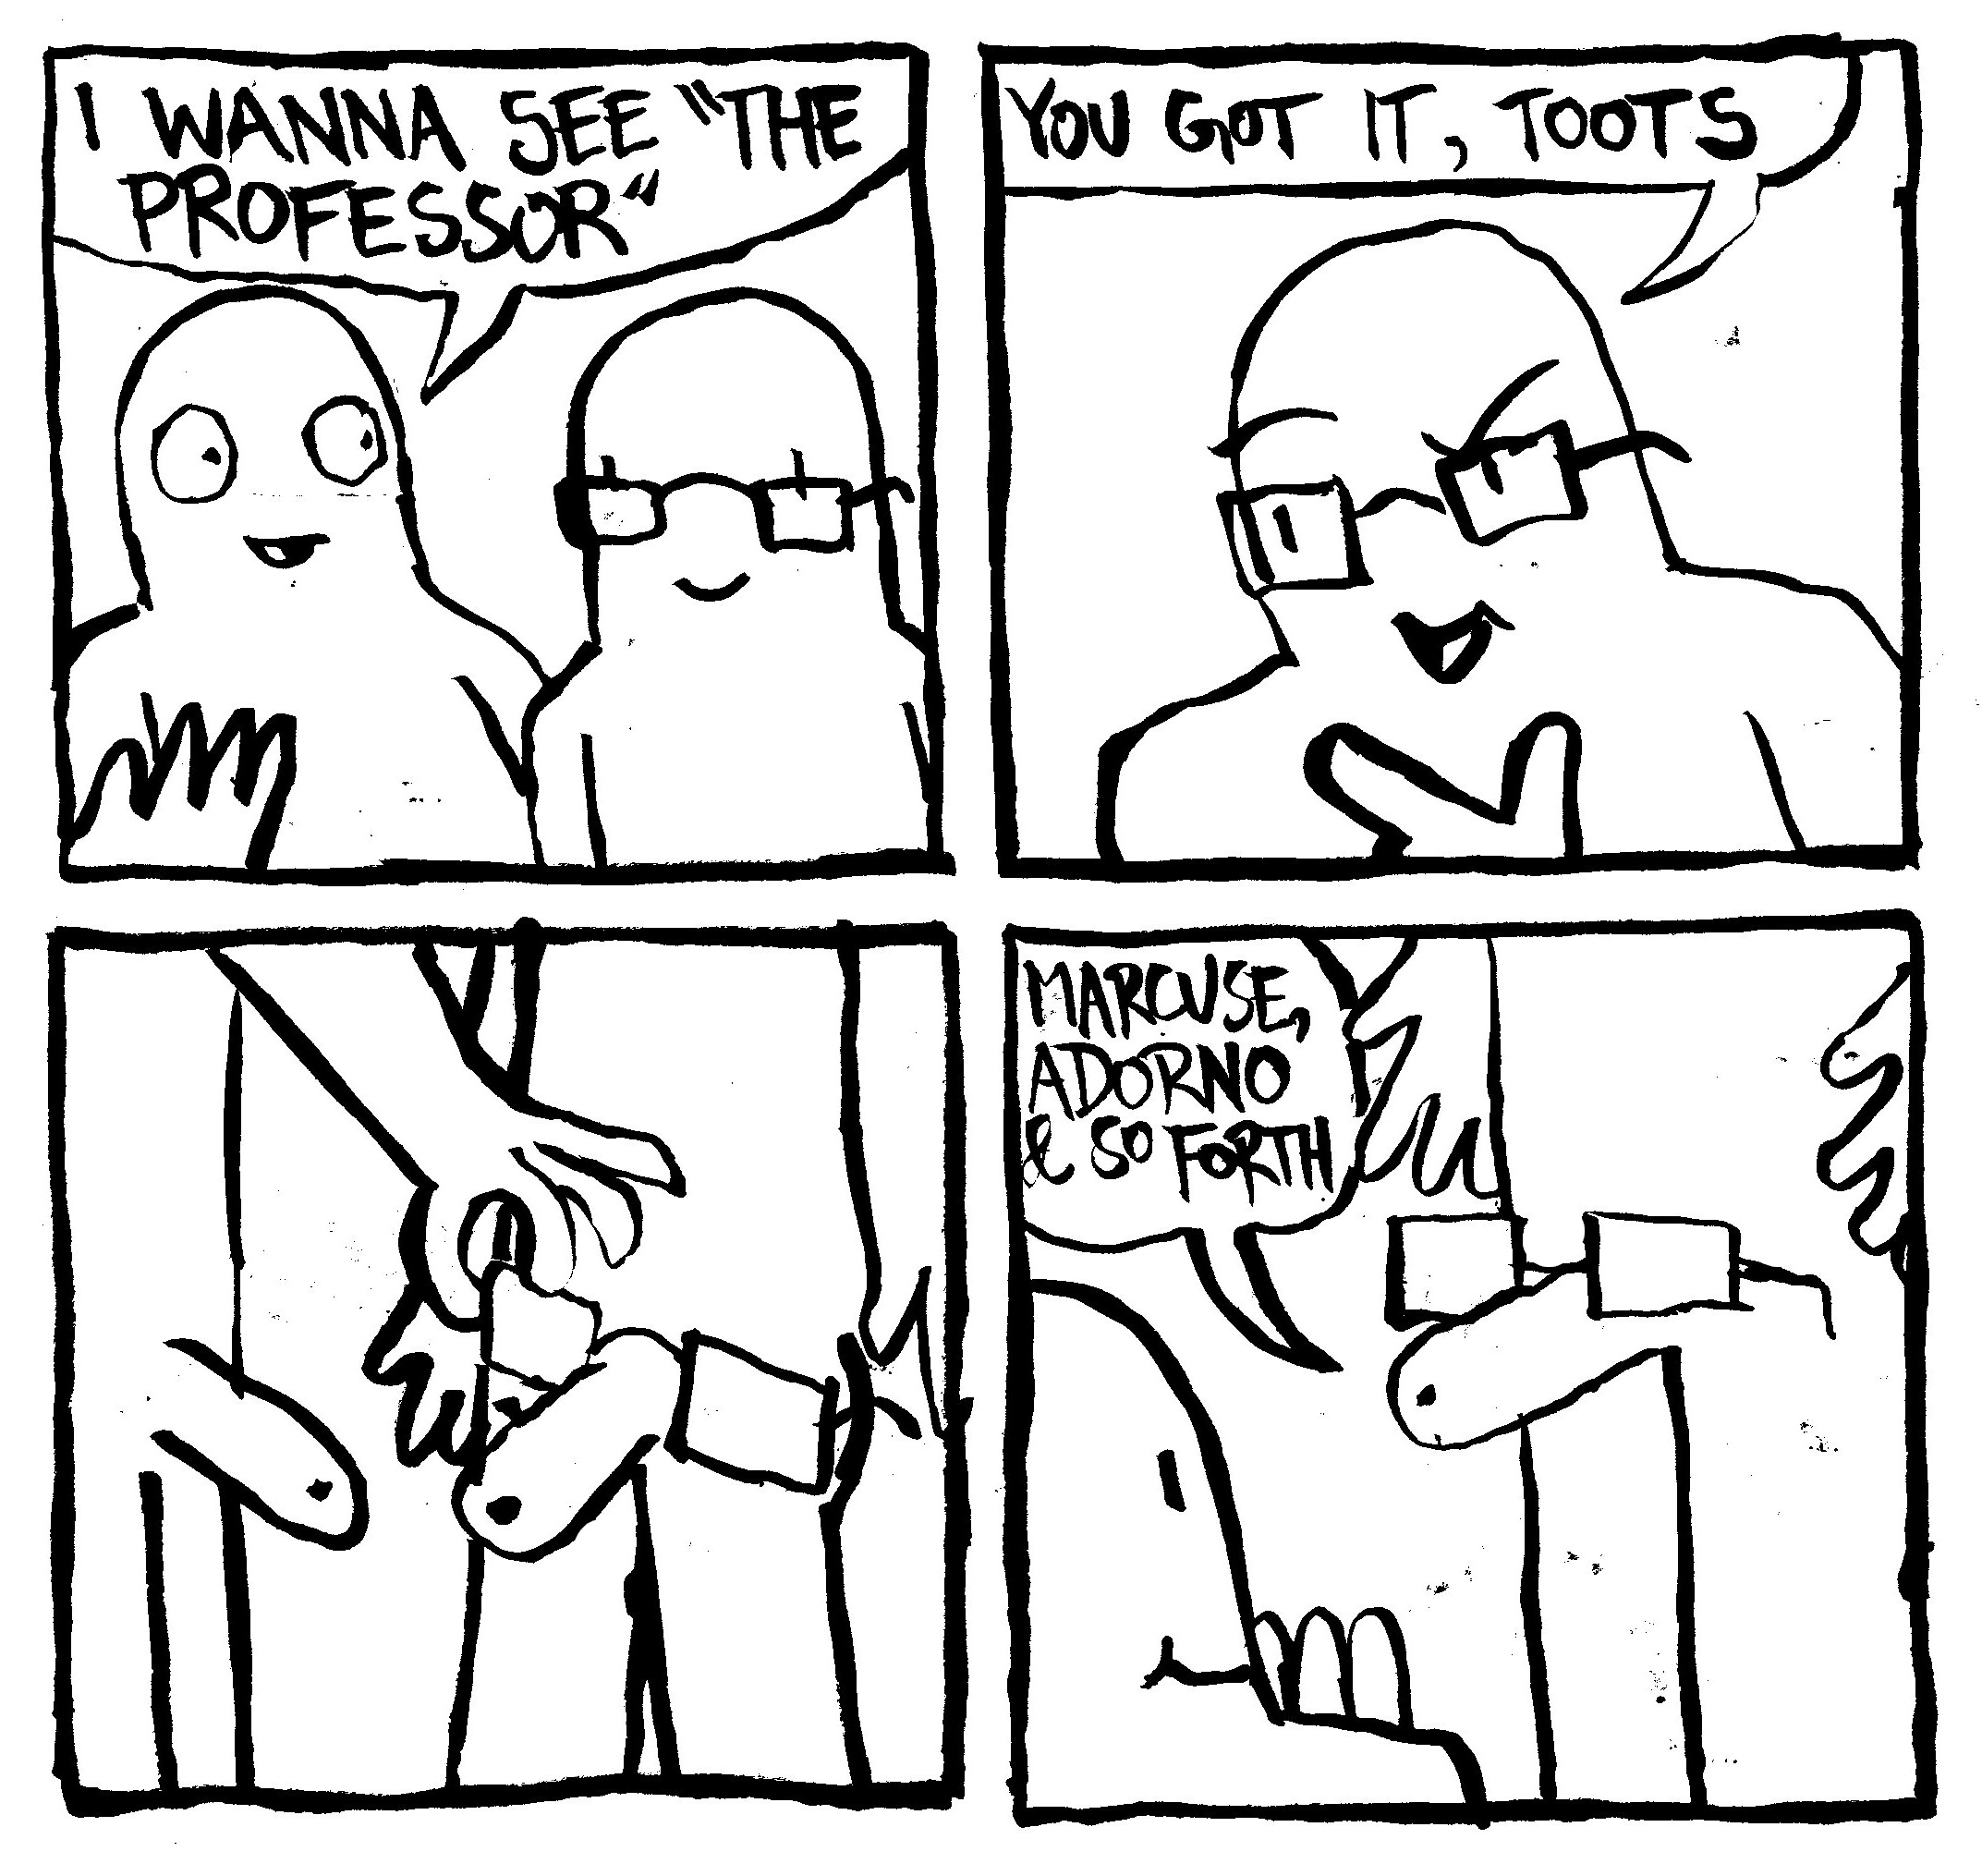 I WANNA SEE "THE
PROFESSOR"
YOU GOT IT, TOOTS
MARCUSE,
ADORNO
& SO FORTH